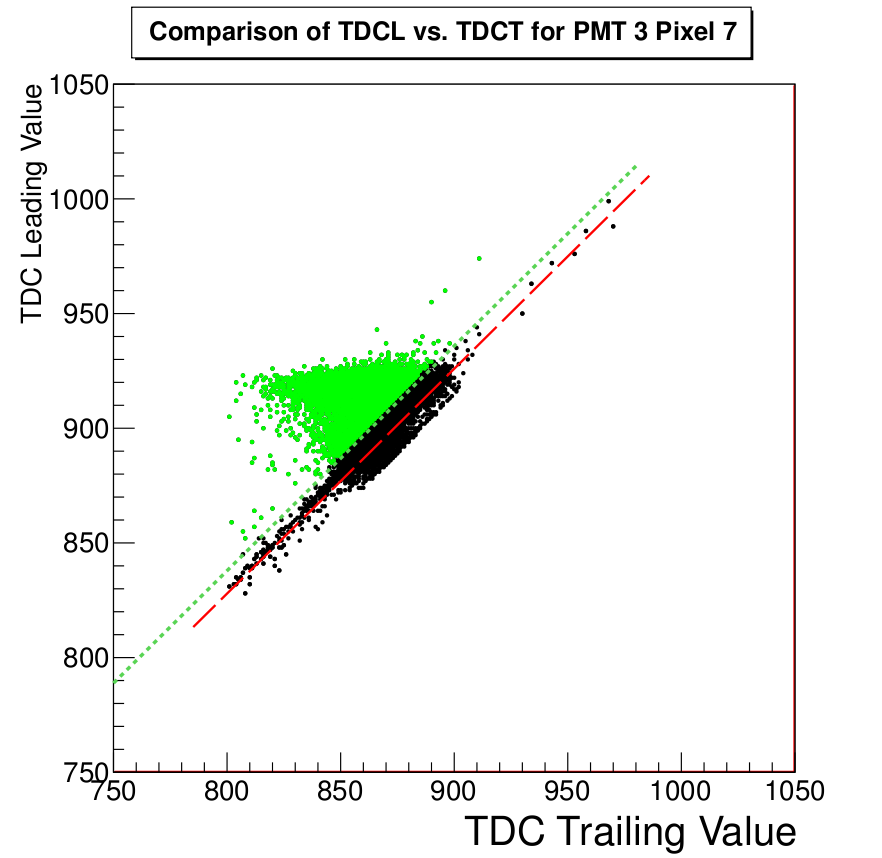 Comparison of TDCL vs. TDCT for PMT 3 Pixel 7
TDC Leading Value
1050
1000
950
900
850
800
750
750 800 850 900 950 1000 1050
TDC Trailing Value